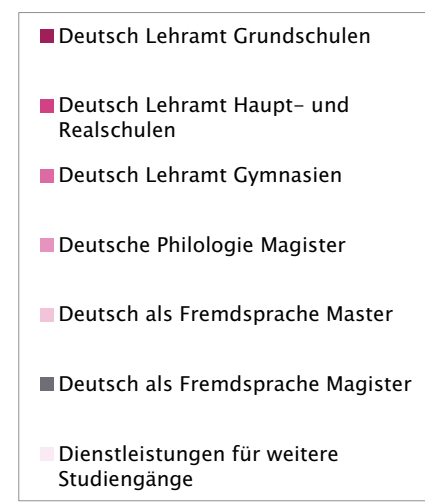 Deutsch Lehramt Grundschulen
Deutsch Lehramt Haupt- und
Realschulen
Deutsch Lehramt Gymnasien
Deutsche Philologie Magister
Deutsch als Fremdsprache Master
Deutsch als Fremdsprache Magister
Dienstleistungen für weitere
Studiengänge